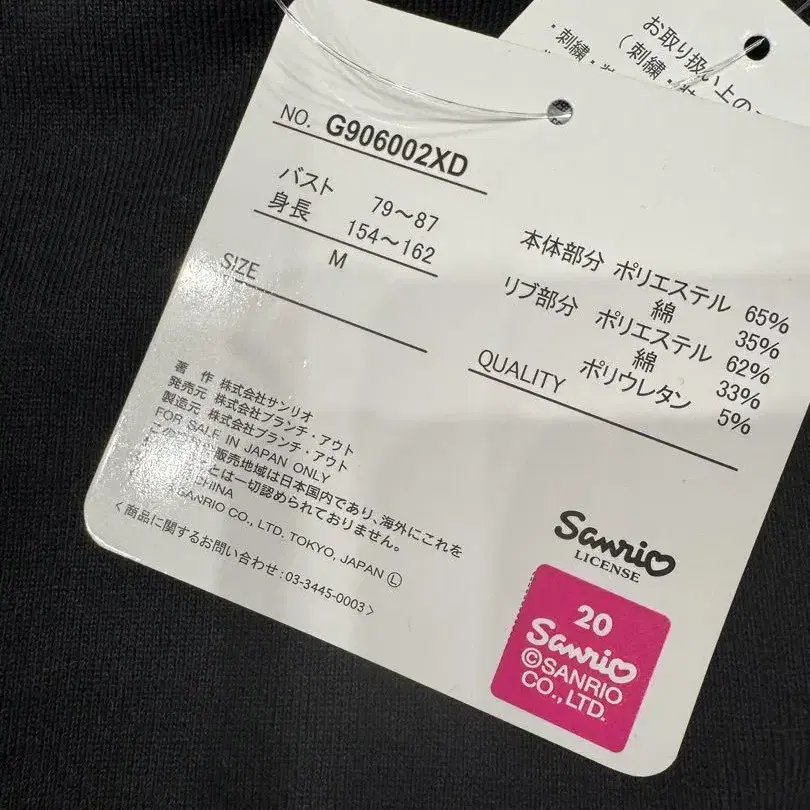 お取り扱い上の
・刺繍・
（刺繍・
NO. G906002XD
バスト 79～87
身長 154～162
SIZE M
本体部分 ポリエステル 65%
綿 35%
リブ部分 ポリエステル 62%
綿 33%
ポリウレタン 5%
QUALITY
著 作 株式会社サンリオ
発売元 株式会社ブランチ・アウト
製造元 株式会社ブランチ・アウト
FOR SALE IN JAPAN ONLY
この 販売地域は日本国内であり、海外にこれを
とは一切認められておりません。
CHINA
SANRIO CO., LTD. TOKYO, JAPAN Ⓛ
〈商品に関するお問い合わせ：03-3445-0003〉
Sanrio
LICENSE
20
Sanrio
©SANRIO
CO., LTD.